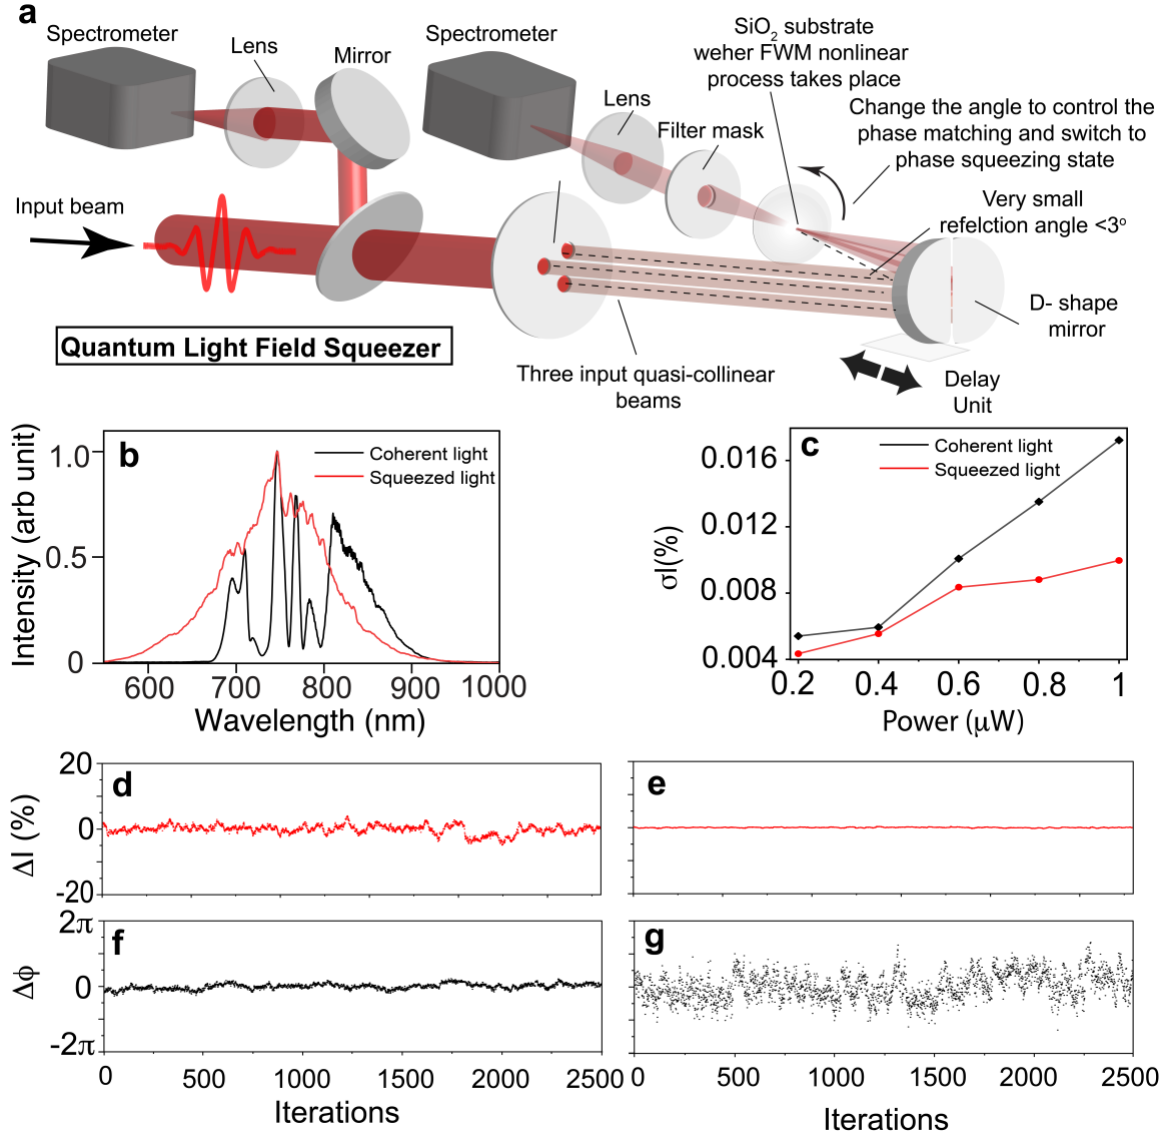 a
Spectrometer
Lens
Mirror
Spectrometer
Lens
Filter mask
SiO₂ substrate
weher FWM nonlinear
process takes place
Change the angle to control the
phase matching and switch to
phase squeezing state
Very small
refelction angle <3º
Input beam
D- shape
mirror
Quantum Light Field Squeezer
Three input quasi-collinear
beams
Delay
Unit
b
Coherent light
Squeezed light
Intensity (arb unit)
1.0
0.5
0
600 700 800 900 1000
Wavelength (nm)
c
Coherent light
Squeezed light
σI(%)
0.016
0.012
0.008
0.004
0.2 0.4 0.6 0.8 1
Power (μW)
d
ΔI (%)
20
0
-20
e
f
Δϕ
2π
0
-2π
0 500 1000 1500 2000 2500
Iterations
g
0 500 1000 1500 2000 2500
Iterations